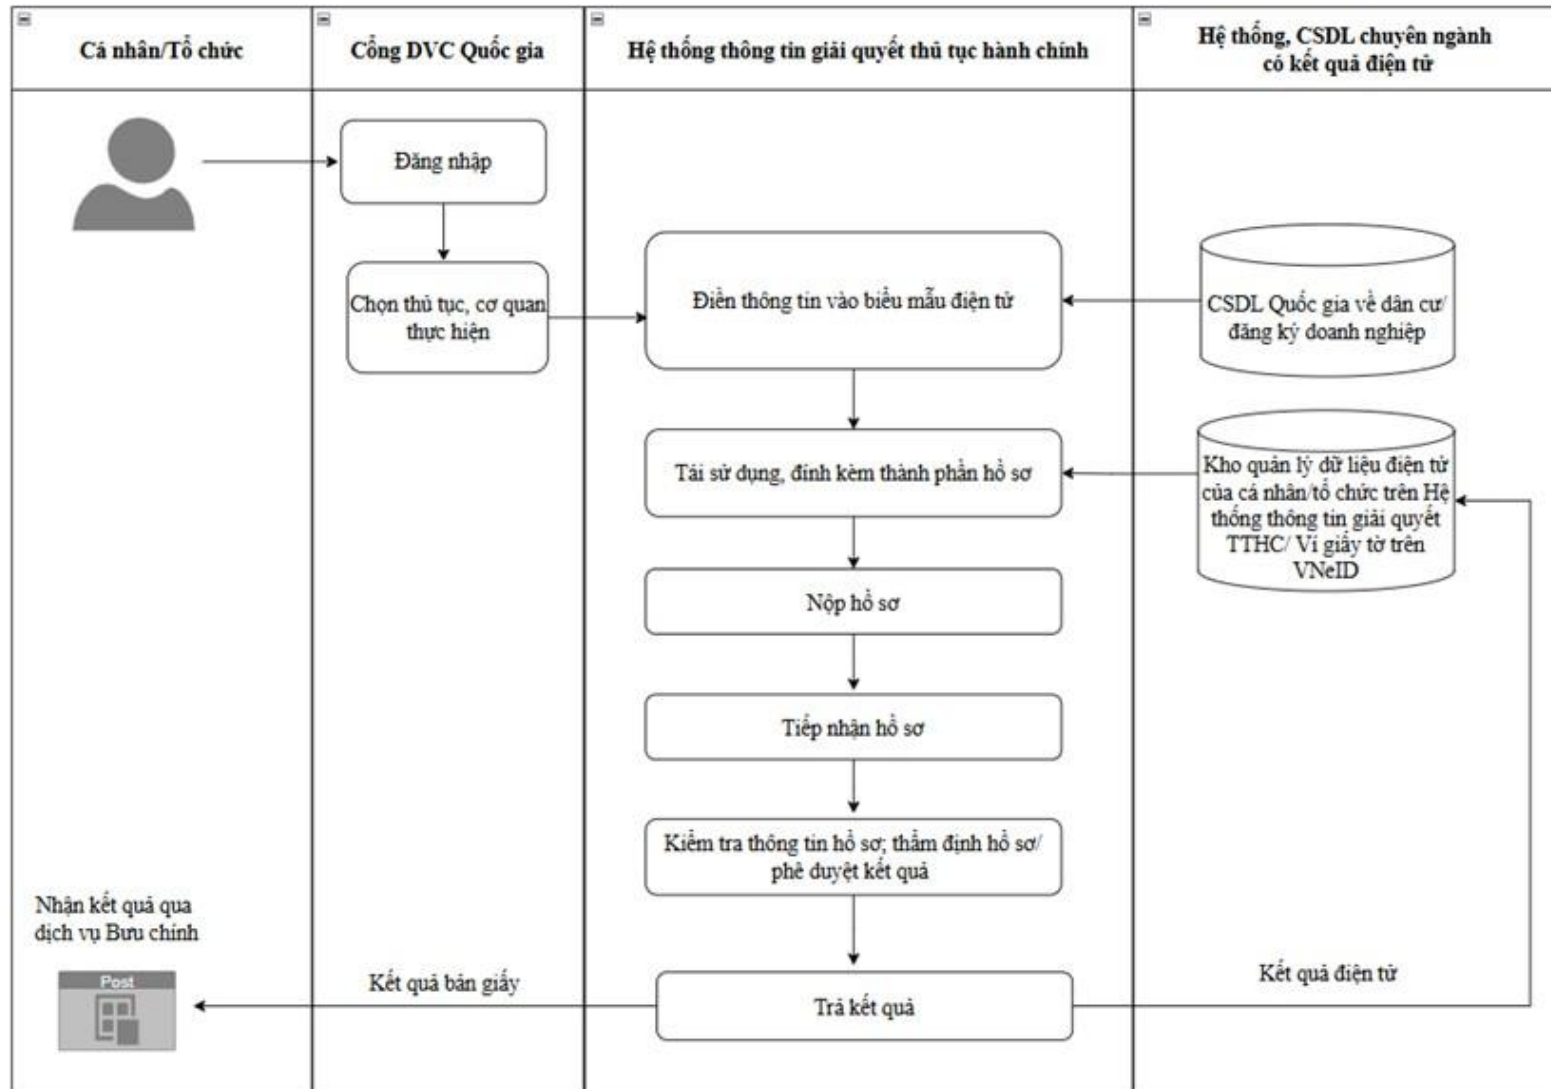 Cá nhân/Tổ chức
Cổng DVC Quốc gia
Hệ thống thông tin giải quyết thủ tục hành chính
Hệ thống, CSDL chuyên ngành
có kết quả điện tử
Đăng nhập
Chọn thủ tục, cơ quan
thực hiện
Điền thông tin vào biểu mẫu điện tử
CSDL Quốc gia về dân cư/
đăng ký doanh nghiệp
Tái sử dụng, đính kèm thành phần hồ sơ
Kho quản lý dữ liệu điện tử
của cá nhân/tổ chức trên Hệ
thống thông tin giải quyết
TTHC/ Ví giấy tờ trên
VNeID
Nộp hồ sơ
Tiếp nhận hồ sơ
Kiểm tra thông tin hồ sơ; thẩm định hồ sơ/
phê duyệt kết quả
Nhận kết quả qua
dịch vụ Bưu chính
Post
Kết quả bản giấy
Trả kết quả
Kết quả điện tử